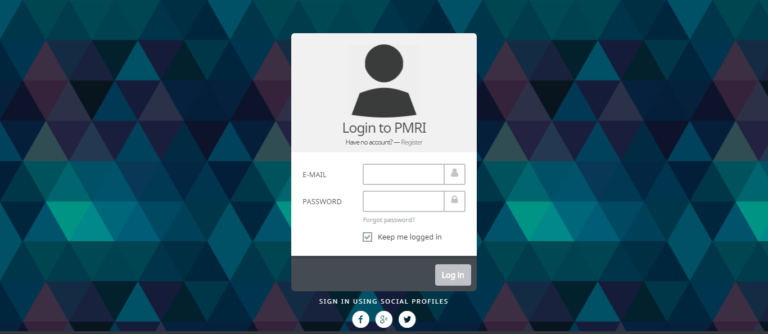 Login to PMRI
Have no account? — Register
E-MAIL
PASSWORD
Forgot password?
Keep me logged in
Log in
SIGN IN USING SOCIAL PROFILES